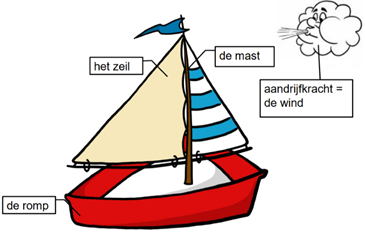 het zeil
de mast
aandrijfkracht =
de wind
de romp